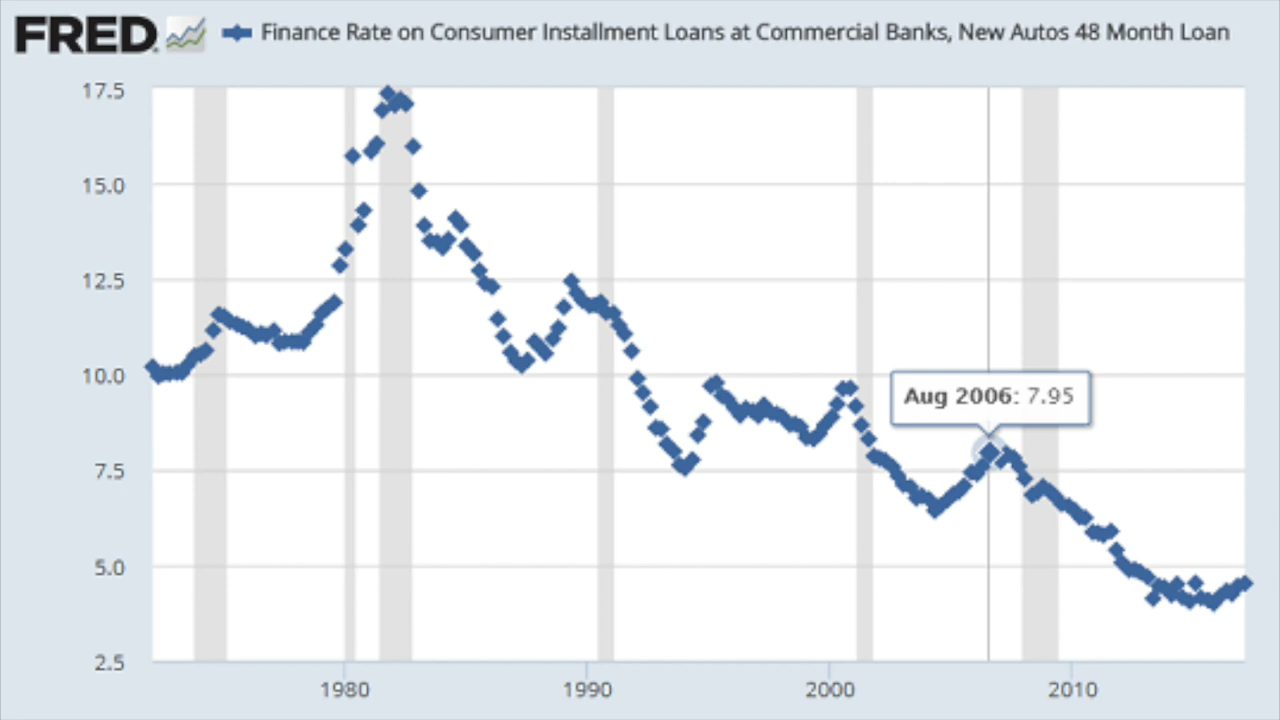 FRED Finance Rate on Consumer Installment Loans at Commercial Banks, New Autos 48 Month Loan
17.5
15.0
12.5
10.0
Aug 2006: 7.95
7.5
5.0
2.5
1980 1990 2000 2010